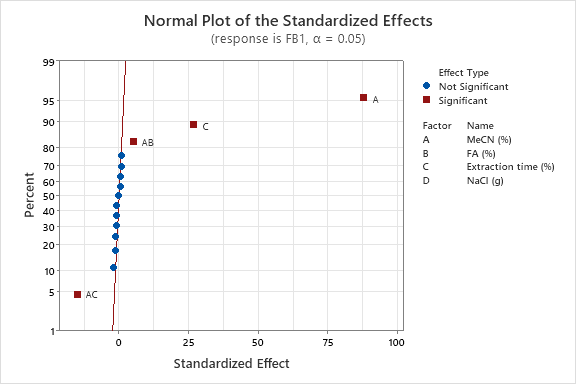 Normal Plot of the Standardized Effects
(response is FB1, α = 0.05)
99
95
90
80
70
60
50
40
30
20
10
5
1
Percent
A
C
AB
AC
0
25
50
75
100
Standardized Effect
Effect Type
Not Significant
Significant
Factor Name
A MeCN (%)
B FA (%)
C Extraction time (%)
D NaCl (g)